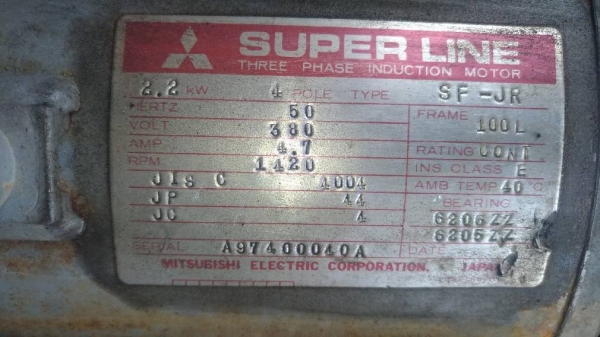 SUPER LINE
THREE PHASE INDUCTION MOTOR
2.2 kW 4 POLE TYPE SF-JR
HERTZ 50 FRAME 100L
VOLT 380
AMP 4.7 RATING CONT
RPM 1420 INS CLASS E
JIS C 4004 AMB TEMP 40 °C
JP 44 BEARING
JC 4 6206ZZ
6205ZZ
SERIAL A97400040A DATE
MITSUBISHI ELECTRIC CORPORATION. JAPAN